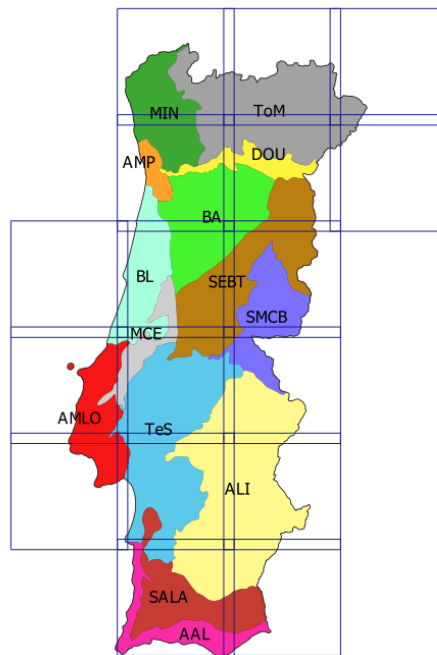 MIN
ToM
AMP
DOU
BA
BL
SEBT
SMCB
MCE
AMLO
TeS
ALI
SALA
AAL